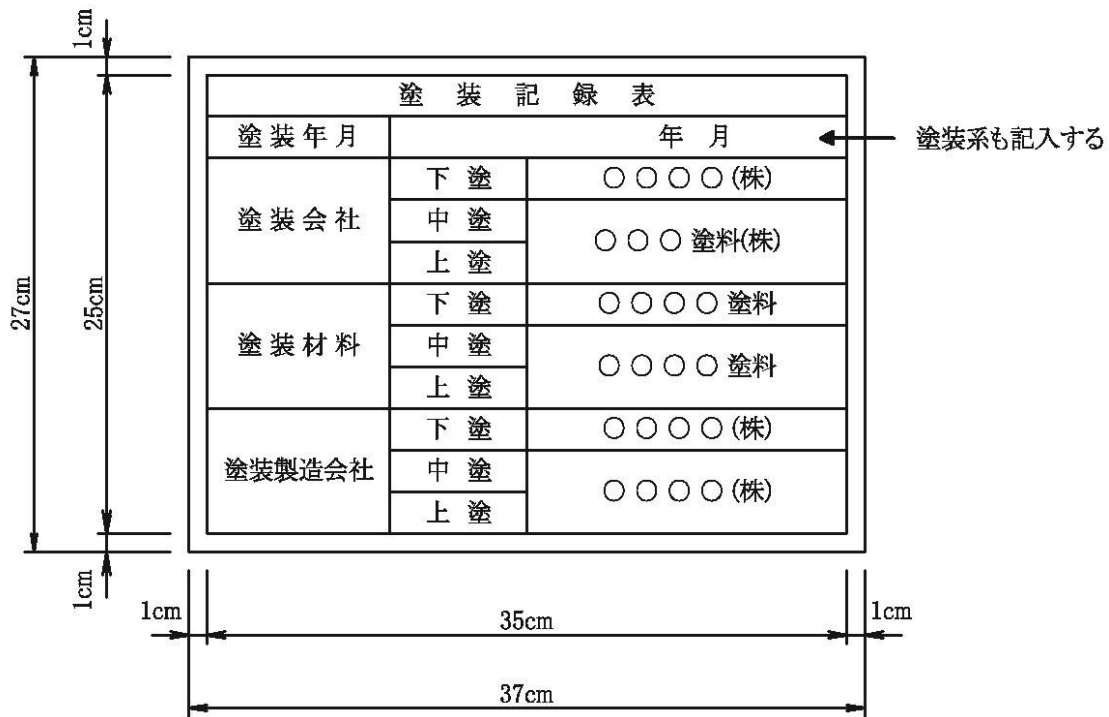 1cm
塗装記録表
塗装年月 年月 塗装系も記入する
塗装会社 下塗 ○○○○(株)
中塗 ○○○塗料(株)
上塗
塗装材料 下塗 ○○○○塗料
中塗 ○○○○塗料
上塗
塗装製造会社 下塗 ○○○○(株)
中塗 ○○○○(株)
上塗
27cm
25cm
1cm
1cm 35cm 1cm
37cm